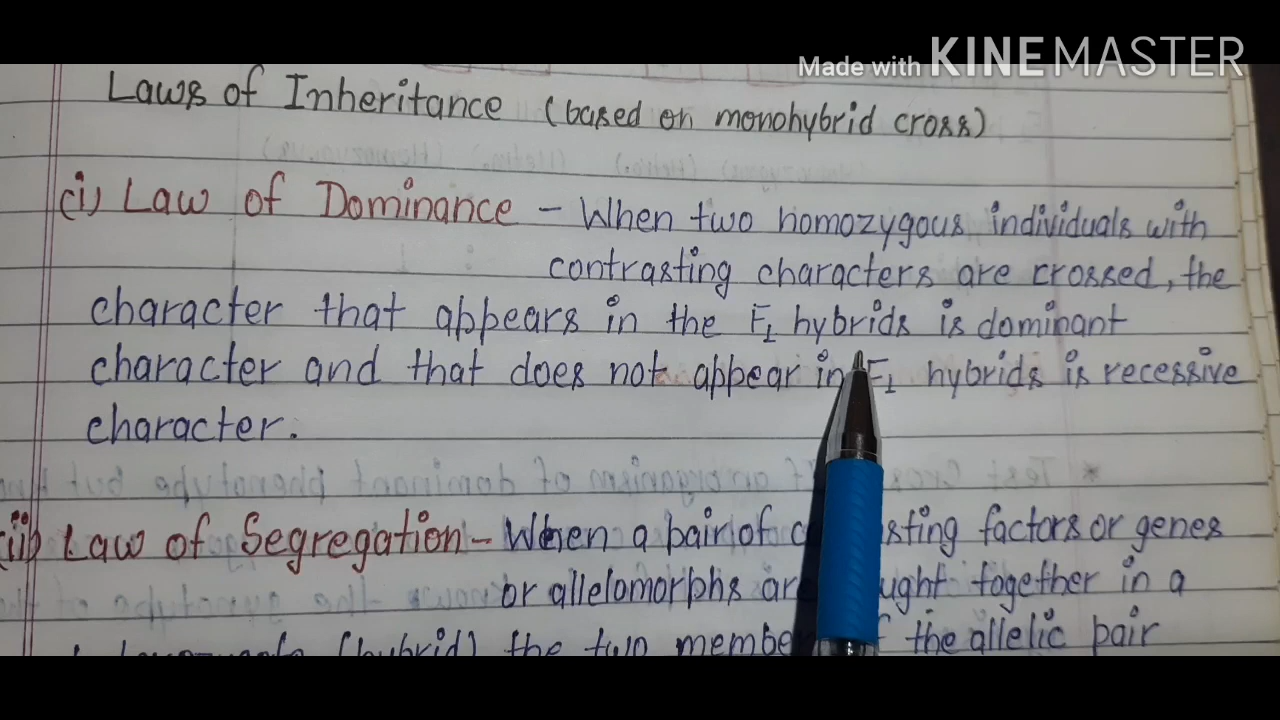 Made with KINEMASTER
Laws of Inheritance (based on monohybrid cross)
(i) Law of Dominance - When two homozygous individuals with
contrasting characters are crossed, the
character that appears in the F1 hybrids is dominant
character and that does not appear in F1 hybrids is recessive
character.
(ii) Law of Segregation - When a pair of factors or genes
or allelomorphs are together in a
(hybrid) the two the allelic pair